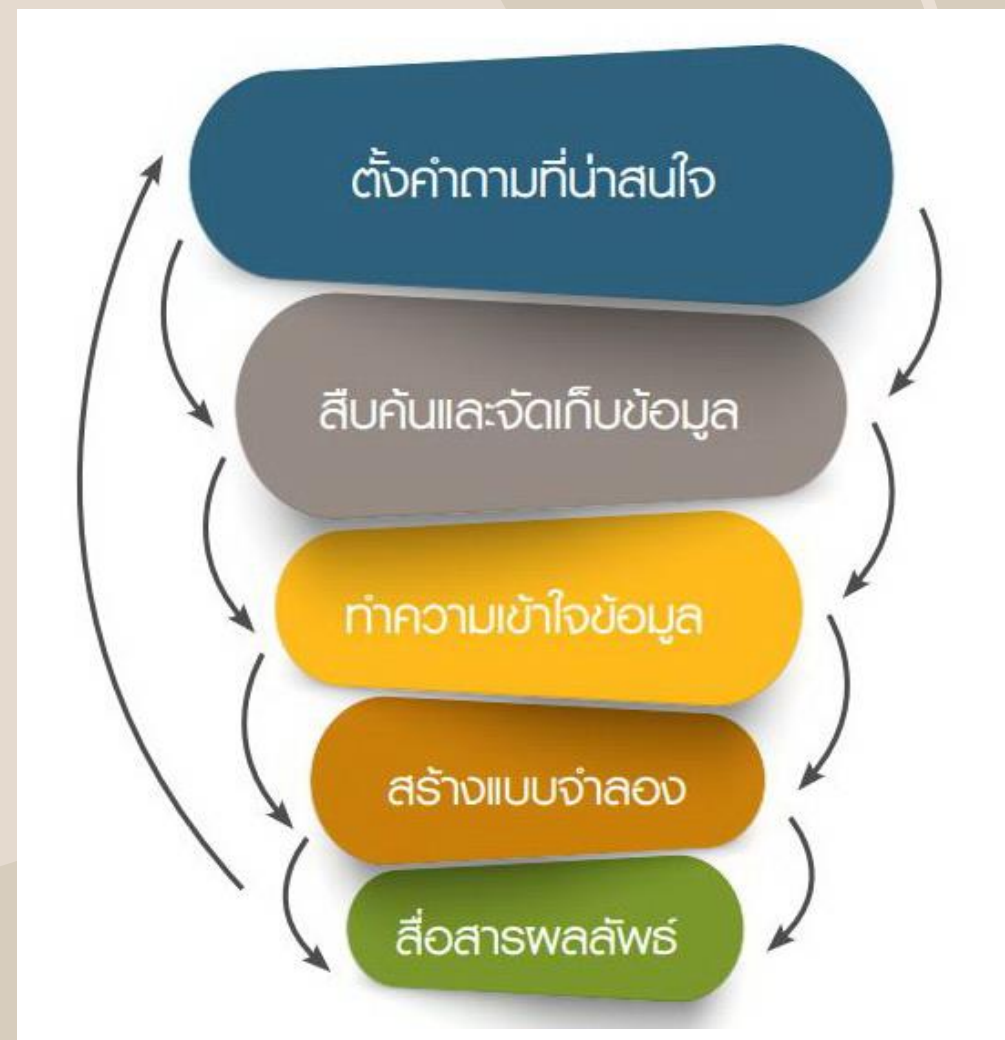 ตั้งคำถามที่น่าสนใจ
สืบค้นและจัดเก็บข้อมูล
ทำความเข้าใจข้อมูล
สร้างแบบจำลอง
สื่อสารผลลัพธ์